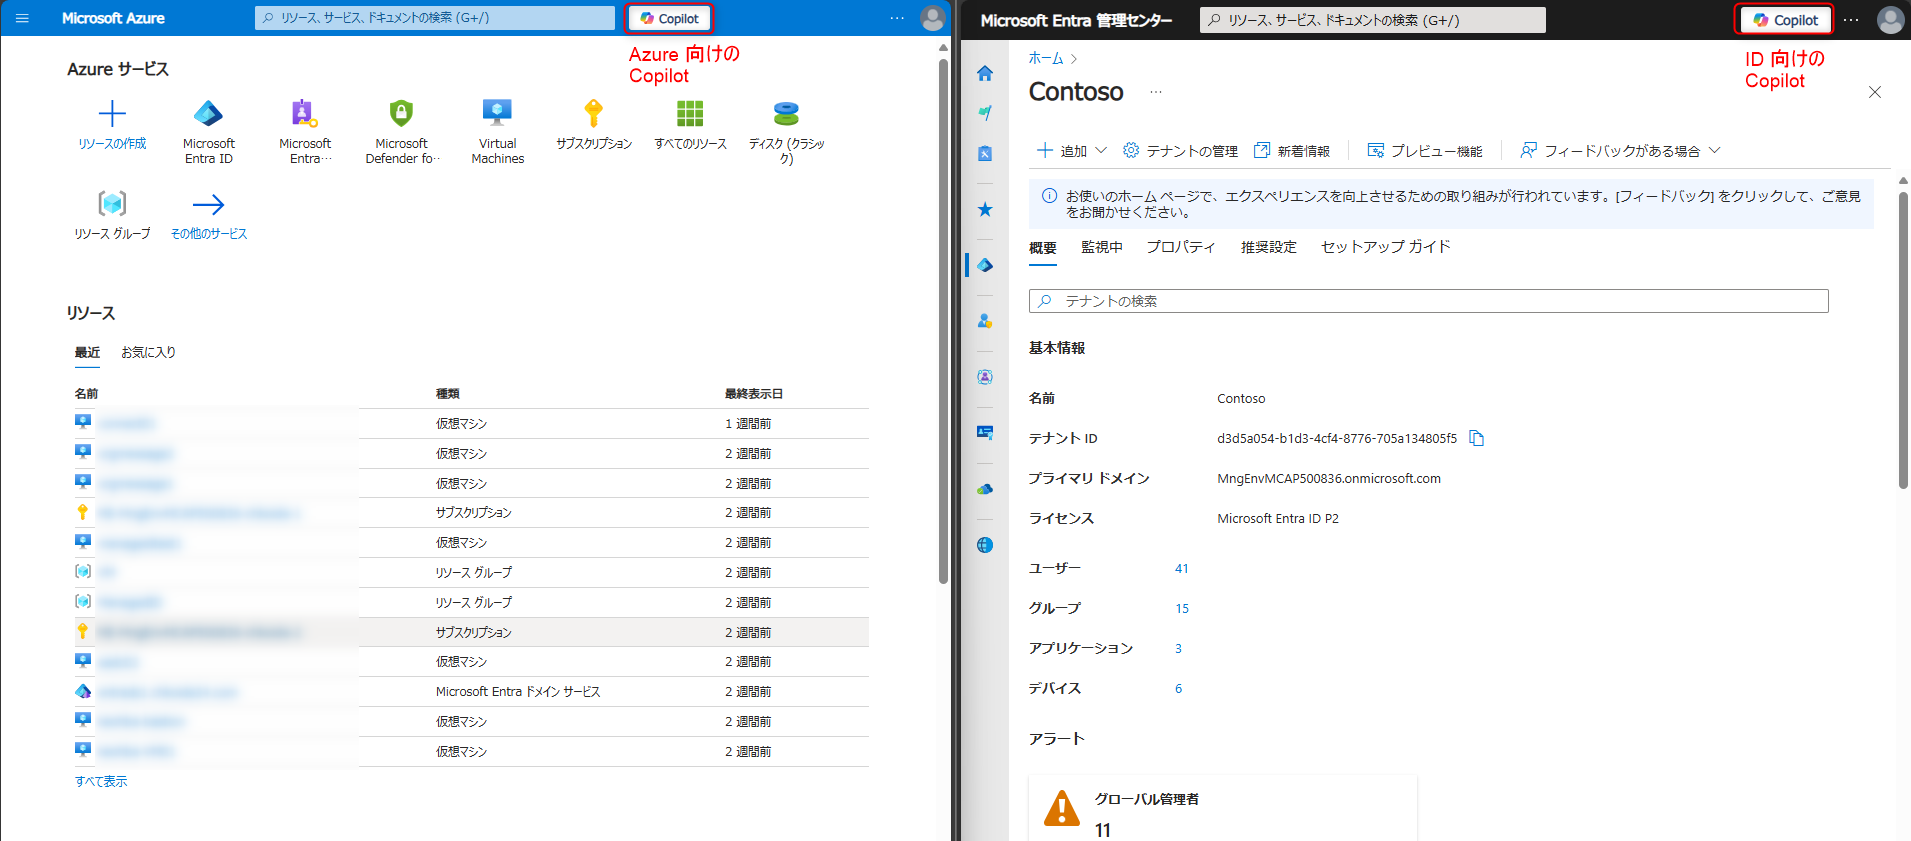 Microsoft Azure
リソース、サービス、ドキュメントの検索 (G+/)
Copilot
Azure 向けの
Copilot
Azure サービス
リソースの作成
Microsoft
Entra ID
Microsoft
Entra…
Microsoft
Defender fo…
Virtual
Machines
サブスクリプション
すべてのリソース
ディスク (クラシッ
ク)
リソース グループ
その他のサービス
リソース
最近
お気に入り
名前 種類 最終表示日
仮想マシン 1 週間前
仮想マシン 2 週間前
仮想マシン 2 週間前
サブスクリプション 2 週間前
仮想マシン 2 週間前
リソース グループ 2 週間前
リソース グループ 2 週間前
サブスクリプション 2 週間前
仮想マシン 2 週間前
Microsoft Entra ドメイン サービス 2 週間前
仮想マシン 2 週間前
仮想マシン 2 週間前
すべて表示
Microsoft Entra 管理センター
リソース、サービス、ドキュメントの検索 (G+/)
Copilot
ID 向けの
Copilot
ホーム >
Contoso …
追加
テナントの管理
新着情報
プレビュー機能
フィードバックがある場合
お使いのホーム ページで、エクスペリエンスを向上させるための取り組みが行われています。[フィードバック] をクリックして、ご意見
をお聞かせください。
概要 監視中 プロパティ 推奨設定 セットアップ ガイド
テナントの検索
基本情報
名前 Contoso
テナント ID d3d5a054-b1d3-4cf4-8776-705a134805f5
プライマリ ドメイン MngEnvMCAP500836.onmicrosoft.com
ライセンス Microsoft Entra ID P2
ユーザー 41
グループ 15
アプリケーション 3
デバイス 6
アラート
グローバル管理者
11